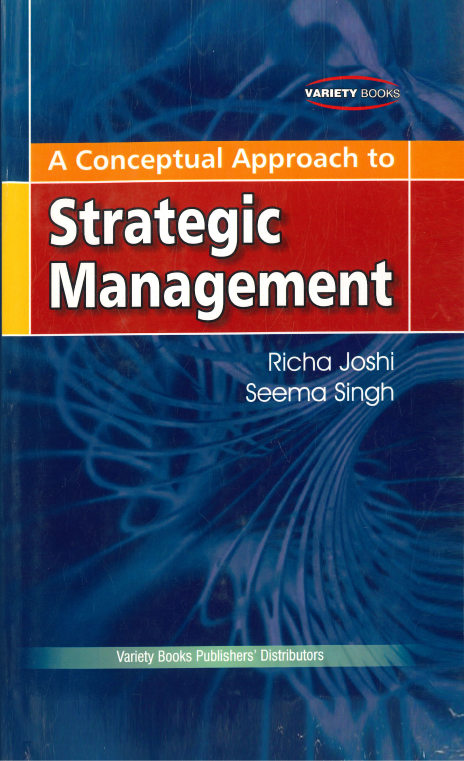 VARIETY BOOKS
A Conceptual Approach to
Strategic
Management
Richa Joshi
Seema Singh
Variety Books Publishers' Distributors